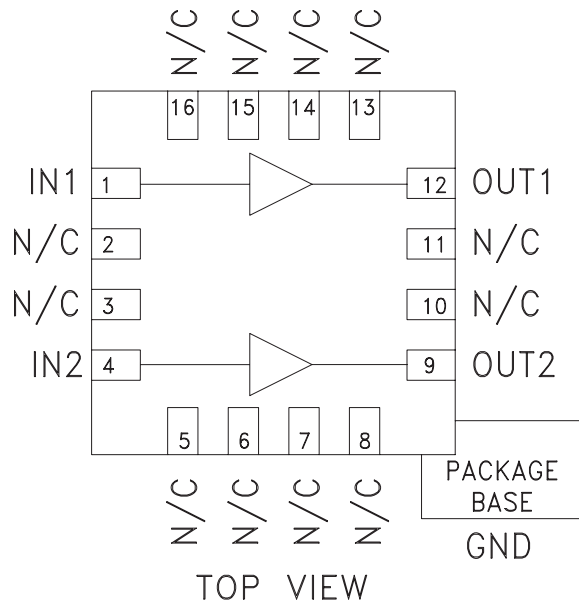 N/C N/C N/C N/C
16 15 14 13
IN1 1 12 OUT1
N/C 2 11 N/C
N/C 3 10 N/C
IN2 4 9 OUT2
5 6 7 8
N/C N/C N/C N/C
PACKAGE
BASE
GND
TOP VIEW